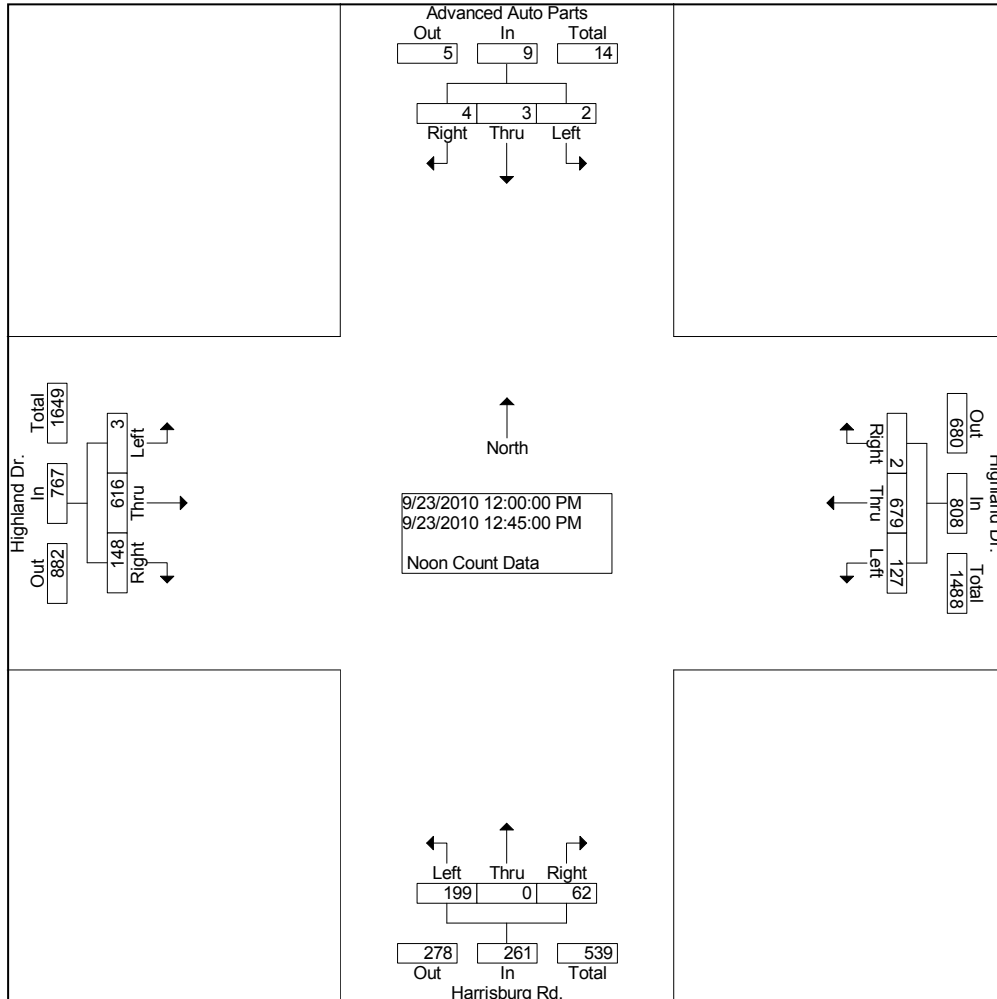 Advanced Auto Parts
Out In Total
5 9 14
4 3 2
Right Thru Left
Highland Dr.
Total In Out
1649 767 882
3 616 148
Left Thru Right
North
9/23/2010 12:00:00 PM
9/23/2010 12:45:00 PM
Noon Count Data
Right Thru Left
2 679 127
Out In Total
680 808 1488
Highland Dr.
Left Thru Right
199 0 62
278 261 539
Out In Total
Harrisburg Rd.